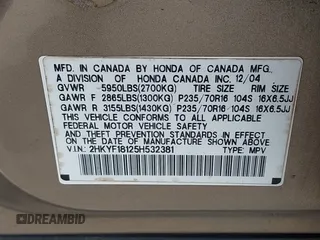 MFD. IN CANADA BY HONDA OF CANADA MFG.,
A DIVISION OF HONDA CANADA INC. 12/04
GVWR 5950LBS(2700KG) TIRE SIZE RIM SIZE
GAWR F 2865LBS(1300KG) P235/70R16 104S 16X6.5JJ
GAWR R 3155LBS(1430KG) P235/70R16 104S 16X6.5JJ
THIS VEHICLE CONFORMS TO ALL APPLICABLE
FEDERAL MOTOR VEHICLE SAFETY, BUMPER
AND THEFT PREVENTION STANDARDS IN EFFECT
ON THE DATE OF MANUFACTURE SHOWN ABOVE.
V.I.N: 2HKYF18125H532381 TYPE: MPV
© DREAMBID